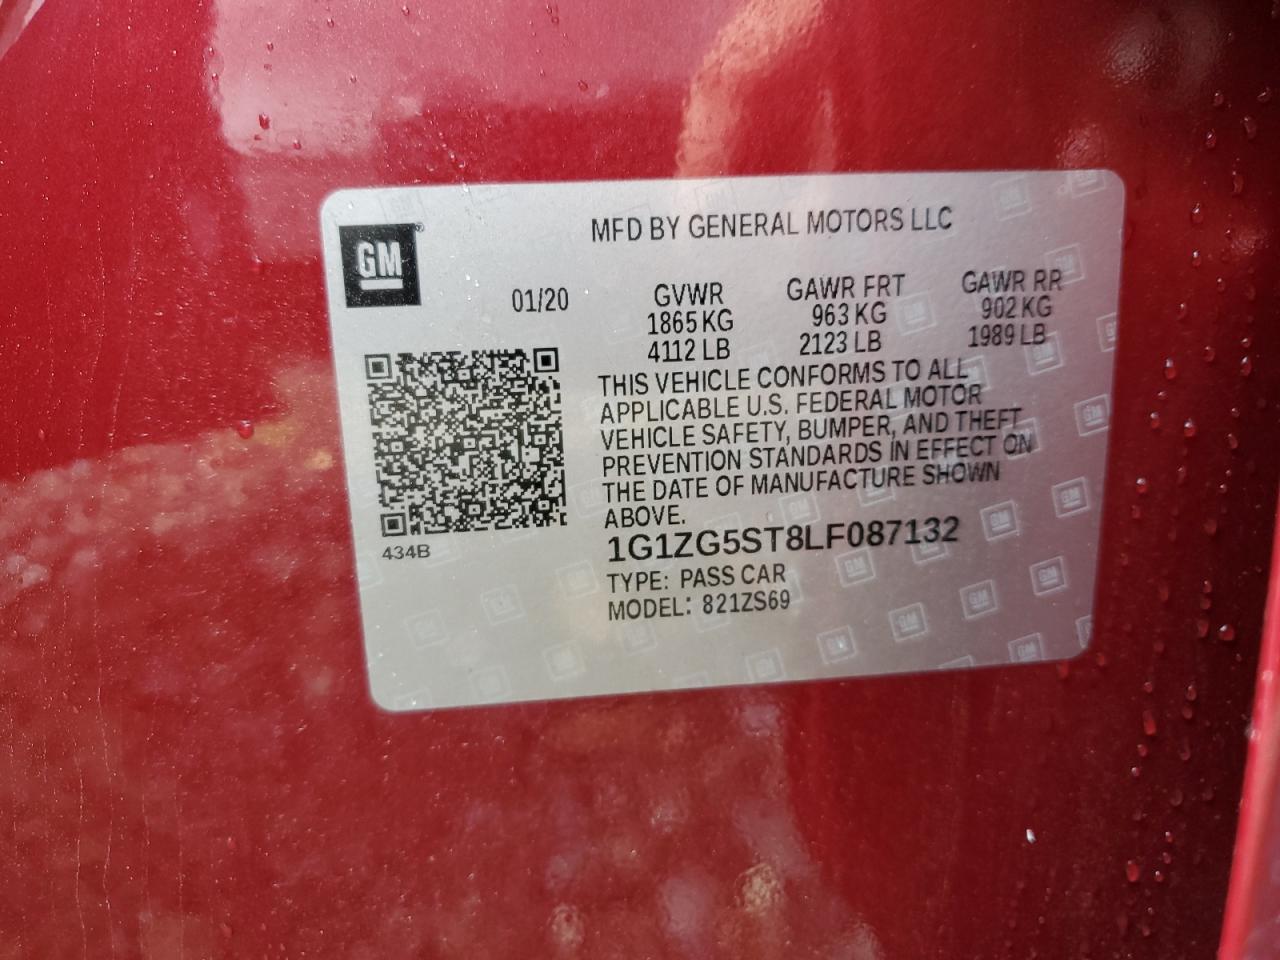 GM
MFD BY GENERAL MOTORS LLC
01/20
GVWR GAWR FRT GAWR RR
1865 KG 963 KG 902 KG
4112 LB 2123 LB 1989 LB
THIS VEHICLE CONFORMS TO ALL
APPLICABLE U.S. FEDERAL MOTOR
VEHICLE SAFETY, BUMPER, AND THEFT
PREVENTION STANDARDS IN EFFECT ON
THE DATE OF MANUFACTURE SHOWN
ABOVE.
434B
1G1ZG5ST8LF087132
TYPE: PASS CAR
MODEL: 821ZS69